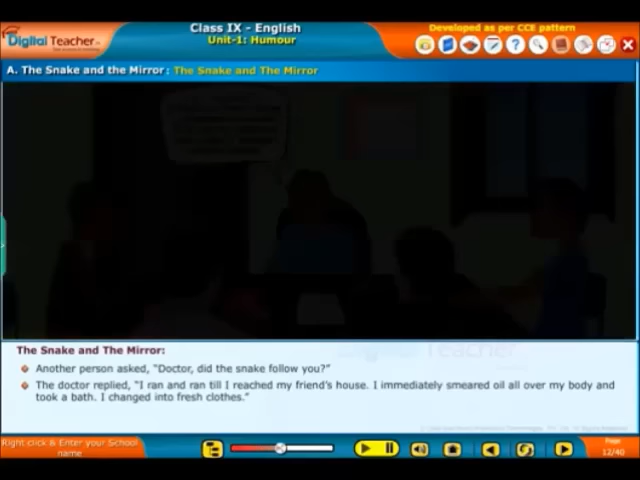 Class IX - English
Unit-1: Humour
Digital Teacher
Developed as per CCE pattern
A. The Snake and the Mirror : The Snake and The Mirror
The Snake and The Mirror:
Another person asked, "Doctor, did the snake follow you?"
The doctor replied, "I ran and ran till I reached my friend's house. I immediately smeared oil all over my body and
took a bath. I changed into fresh clothes."
Right click & Enter your School
name
Page
12/40